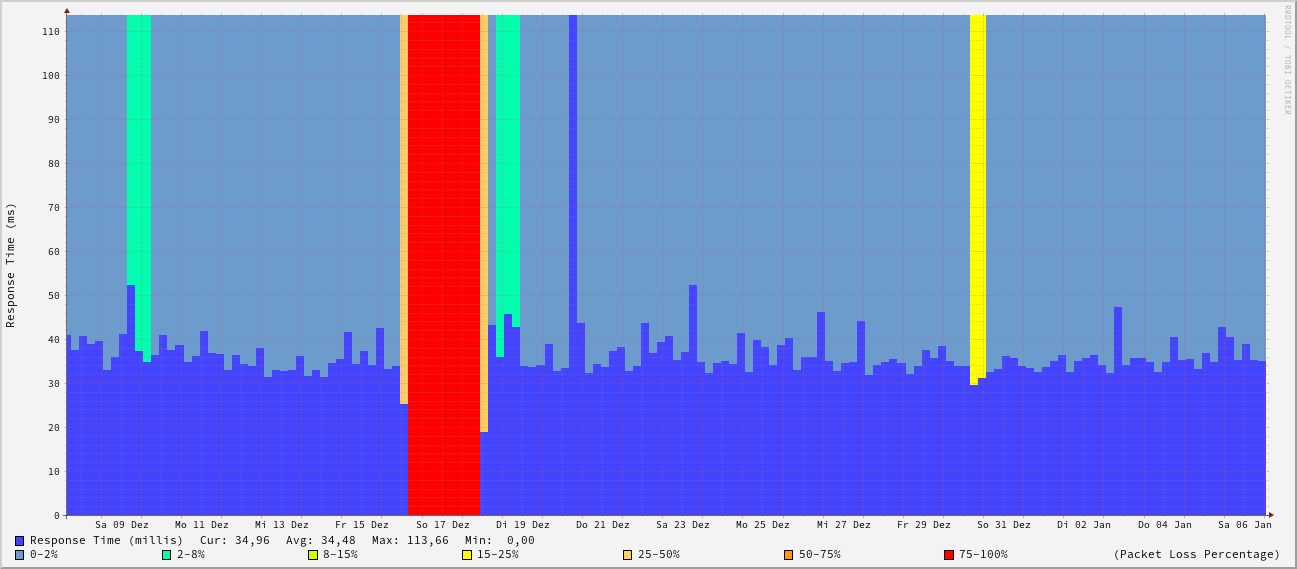 RRDTOOL / TOBI OETIKER
Response Time (ms)
110
100
90
80
70
60
50
40
30
20
10
0
Sa 09 Dez Mo 11 Dez Mi 13 Dez Fr 15 Dez So 17 Dez Di 19 Dez Do 21 Dez Sa 23 Dez Mo 25 Dez Mi 27 Dez Fr 29 Dez So 31 Dez Di 02 Jan Do 04 Jan Sa 06 Jan
Response Time (millis) Cur: 34,96 Avg: 34,48 Max: 113,66 Min: 0,00
0-2% 2-8% 8-15% 15-25% 25-50% 50-75% 75-100% (Packet Loss Percentage)